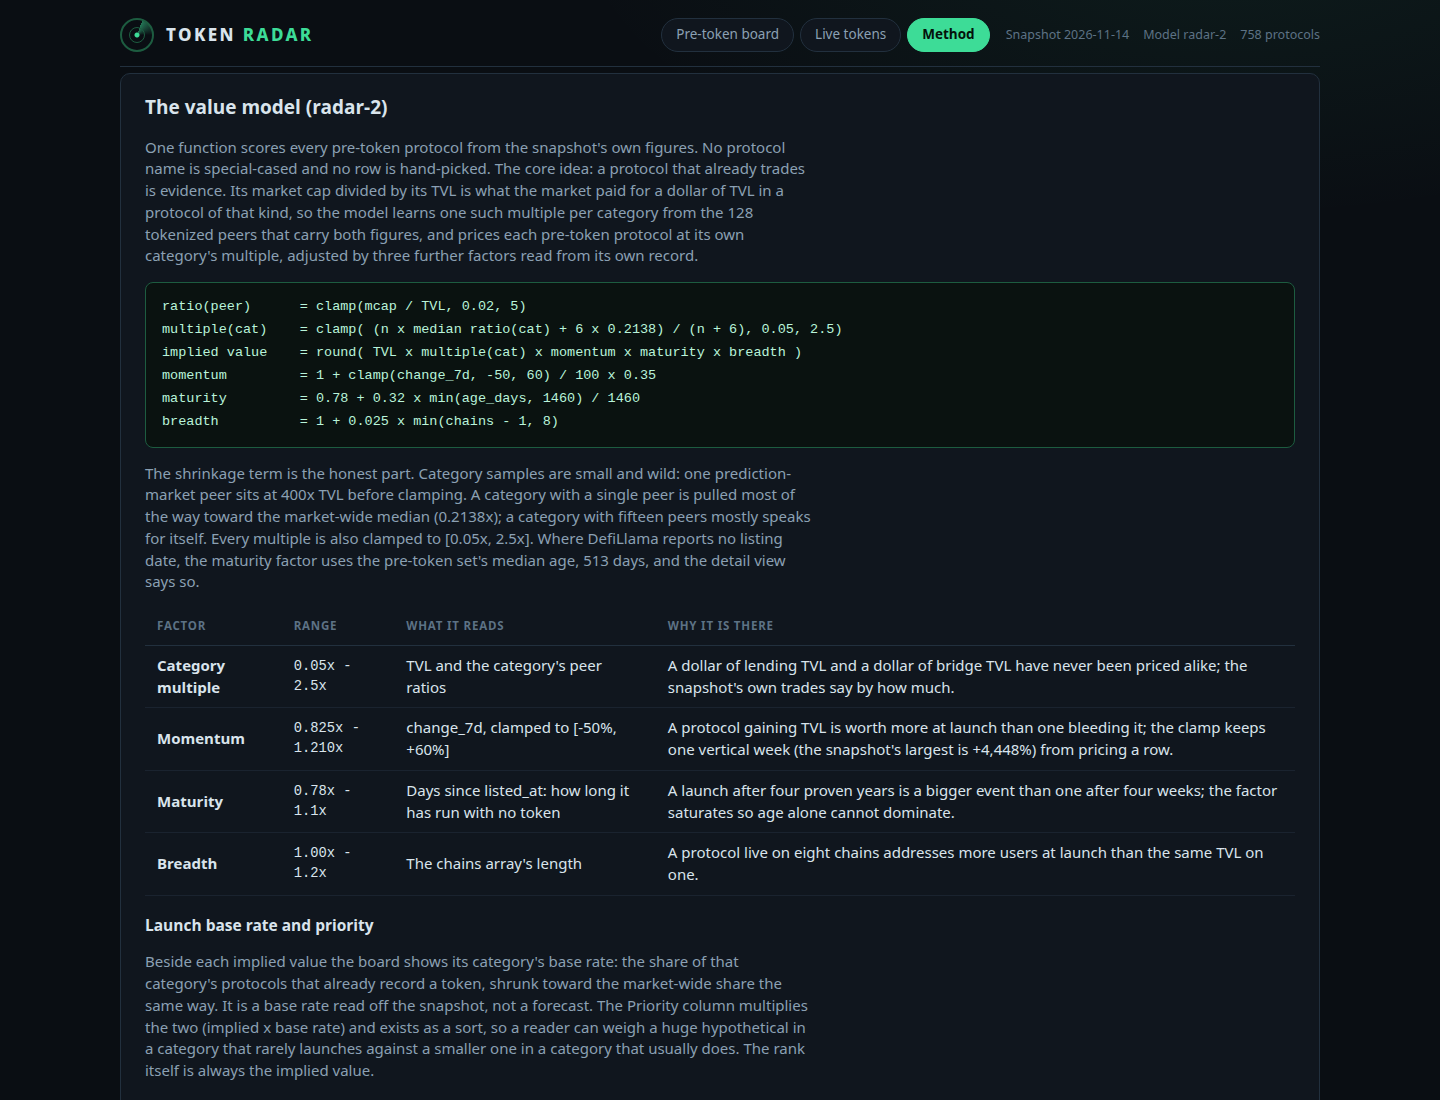 TOKEN RADAR
Pre-token board
Live tokens
Method
Snapshot 2026-11-14 Model radar-2 758 protocols
The value model (radar-2)
One function scores every pre-token protocol from the snapshot's own figures. No protocol
name is special-cased and no row is hand-picked. The core idea: a protocol that already trades
is evidence. Its market cap divided by its TVL is what the market paid for a dollar of TVL in a
protocol of that kind, so the model learns one such multiple per category from the 128
tokenized peers that carry both figures, and prices each pre-token protocol at its own
category's multiple, adjusted by three further factors read from its own record.
ratio(peer) = clamp(mcap / TVL, 0.02, 5)
multiple(cat) = clamp( (n x median ratio(cat) + 6 x 0.2138) / (n + 6), 0.05, 2.5)
implied value = round( TVL x multiple(cat) x momentum x maturity x breadth )
momentum = 1 + clamp(change_7d, -50, 60) / 100 x 0.35
maturity = 0.78 + 0.32 x min(age_days, 1460) / 1460
breadth = 1 + 0.025 x min(chains - 1, 8)
The shrinkage term is the honest part. Category samples are small and wild: one prediction-
market peer sits at 400x TVL before clamping. A category with a single peer is pulled most of
the way toward the market-wide median (0.2138x); a category with fifteen peers mostly speaks
for itself. Every multiple is also clamped to [0.05x, 2.5x]. Where DefiLlama reports no listing
date, the maturity factor uses the pre-token set's median age, 513 days, and the detail view
says so.
FACTOR RANGE WHAT IT READS WHY IT IS THERE
Category
multiple
0.05x -
2.5x
TVL and the category's peer
ratios
A dollar of lending TVL and a dollar of bridge TVL have never been priced alike; the
snapshot's own trades say by how much.
Momentum
0.825x -
1.210x
change_7d, clamped to [-50%,
+60%]
A protocol gaining TVL is worth more at launch than one bleeding it; the clamp keeps
one vertical week (the snapshot's largest is +4,448%) from pricing a row.
Maturity
0.78x -
1.1x
Days since listed_at: how long it
has run with no token
A launch after four proven years is a bigger event than one after four weeks; the factor
saturates so age alone cannot dominate.
Breadth
1.00x -
1.2x
The chains array's length
A protocol live on eight chains addresses more users at launch than the same TVL on
one.
Launch base rate and priority
Beside each implied value the board shows its category's base rate: the share of that
category's protocols that already record a token, shrunk toward the market-wide share the
same way. It is a base rate read off the snapshot, not a forecast. The Priority column multiplies
the two (implied x base rate) and exists as a sort, so a reader can weigh a huge hypothetical in
a category that rarely launches against a smaller one in a category that usually does. The rank
itself is always the implied value.